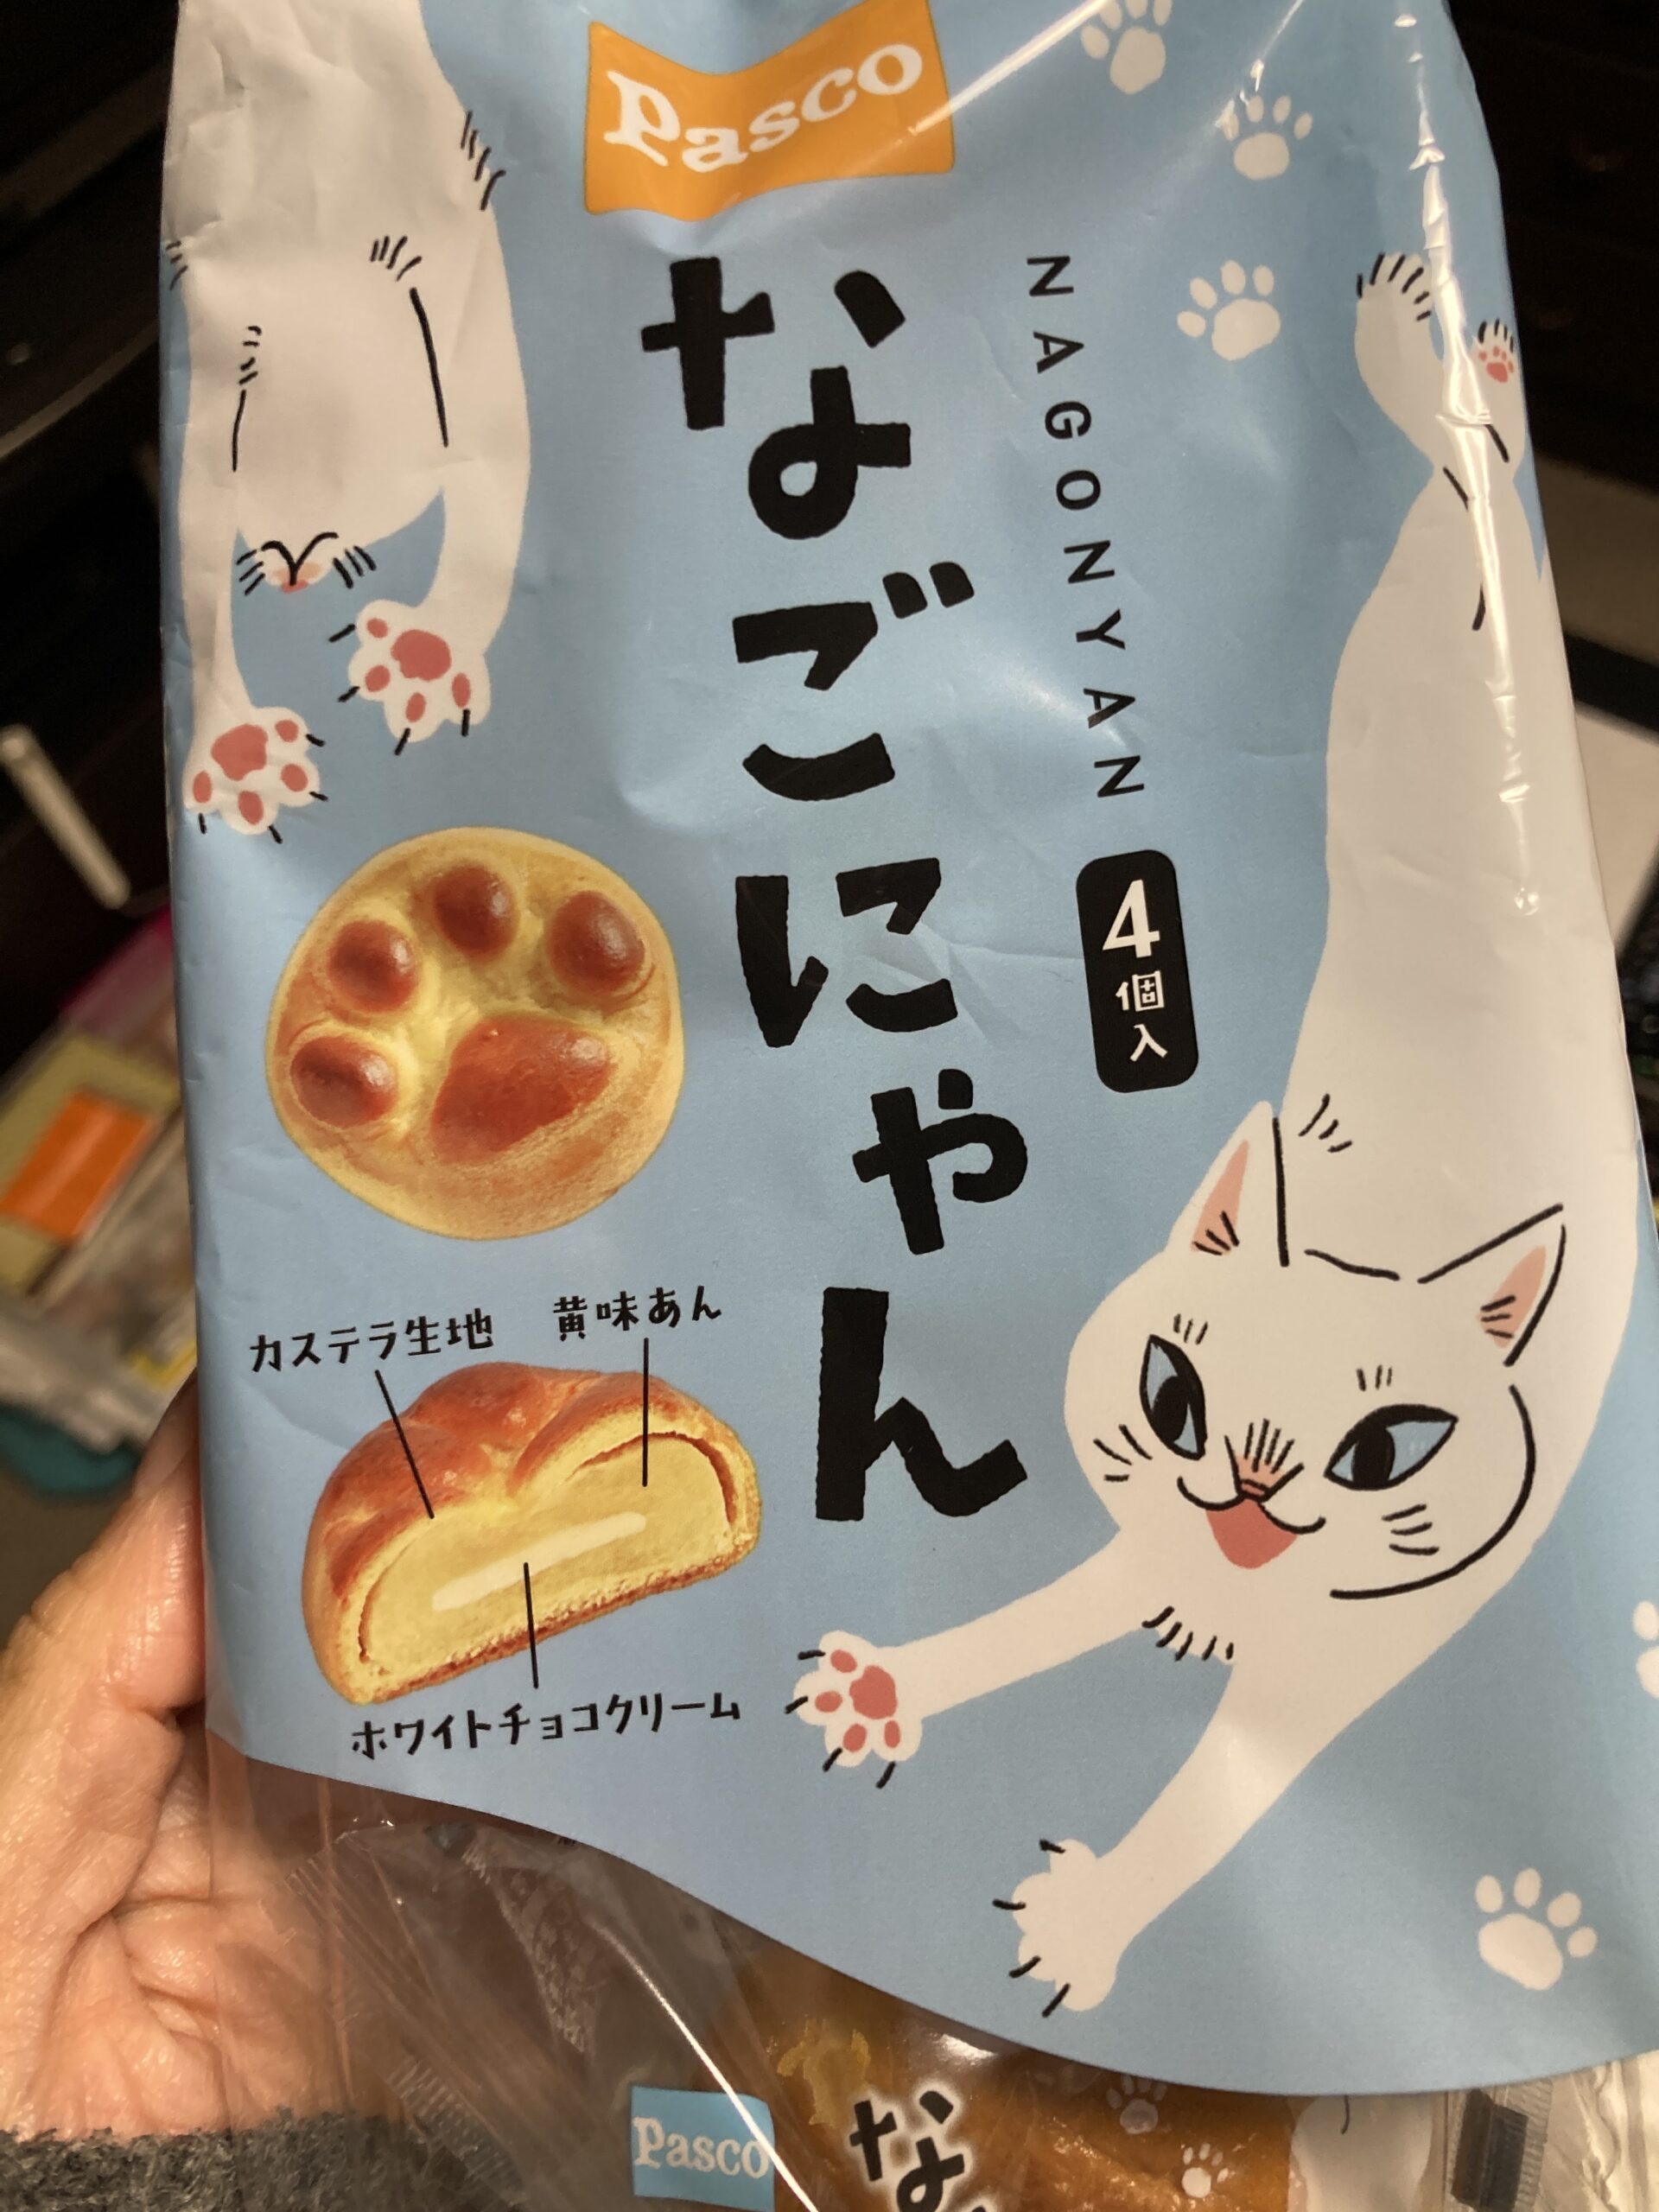 Pasco
なごにゃん
NAGONYAN
4個入
カステラ生地
黄味あん
ホワイトチョコクリーム
Pasco
な